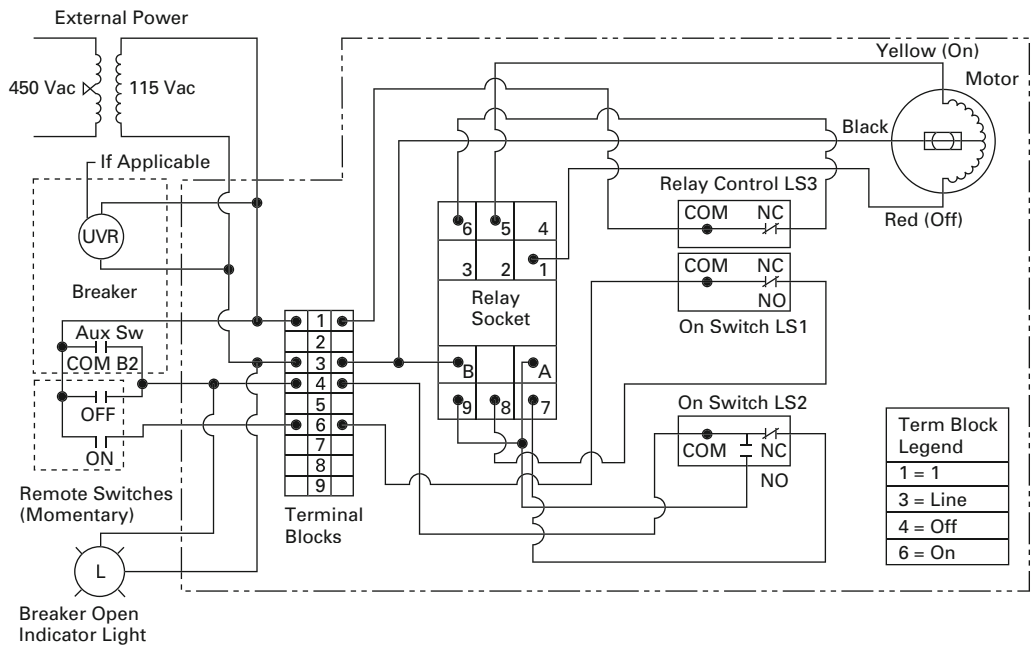 External Power
450 Vac
115 Vac
If Applicable
UVR
Breaker
Aux Sw
COM B2
OFF
ON
Remote Switches
(Momentary)
L
Breaker Open
Indicator Light
1
2
3
4
5
6
7
8
9
Terminal
Blocks
6 5 4
3 2 1
Relay
Socket
B A
9 8 7
Yellow (On)
Motor
Black
Red (Off)
Relay Control LS3
COM NC
COM NC
NO
On Switch LS1
On Switch LS2
COM NC
NO
Term Block
Legend
1 = 1
3 = Line
4 = Off
6 = On